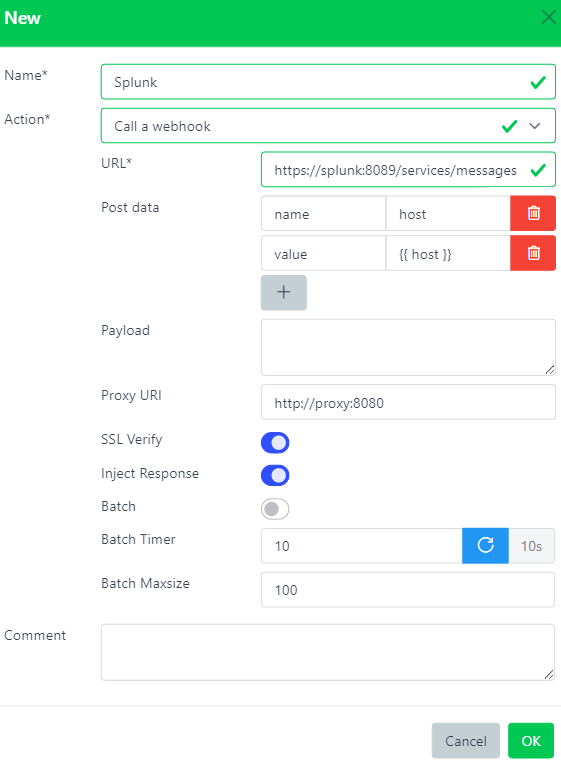 New
Name*
Splunk
Action*
Call a webhook
URL*
https://splunk:8089/services/messages
Post data
name host
value {{ host }}
+
Payload
Proxy URI
http://proxy:8080
SSL Verify
Inject Response
Batch
Batch Timer
10 10s
Batch Maxsize
100
Comment
Cancel OK